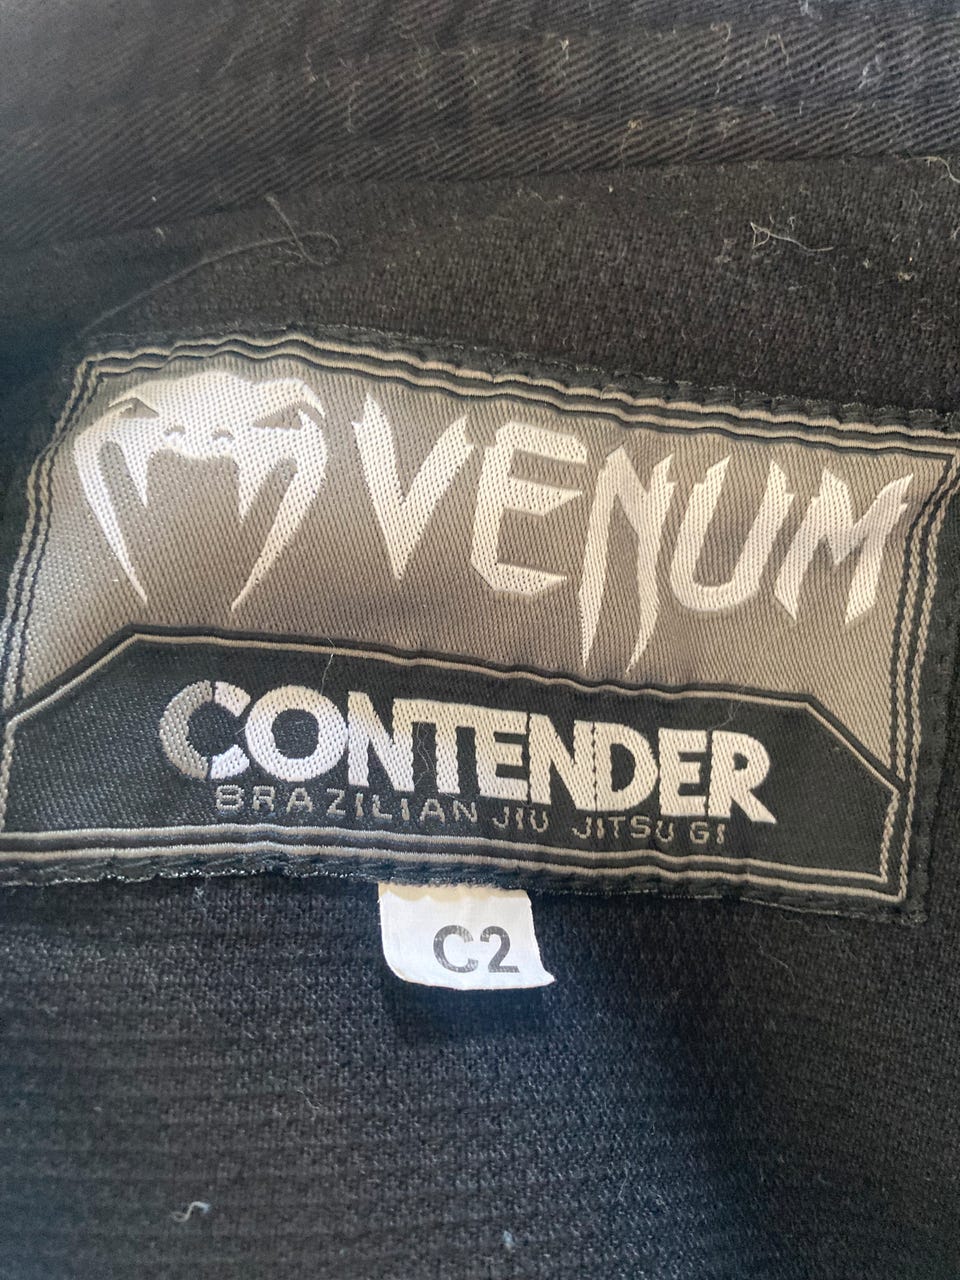 VENUM
CONTENDER
BRAZILIAN JIU JITSU GI
C2